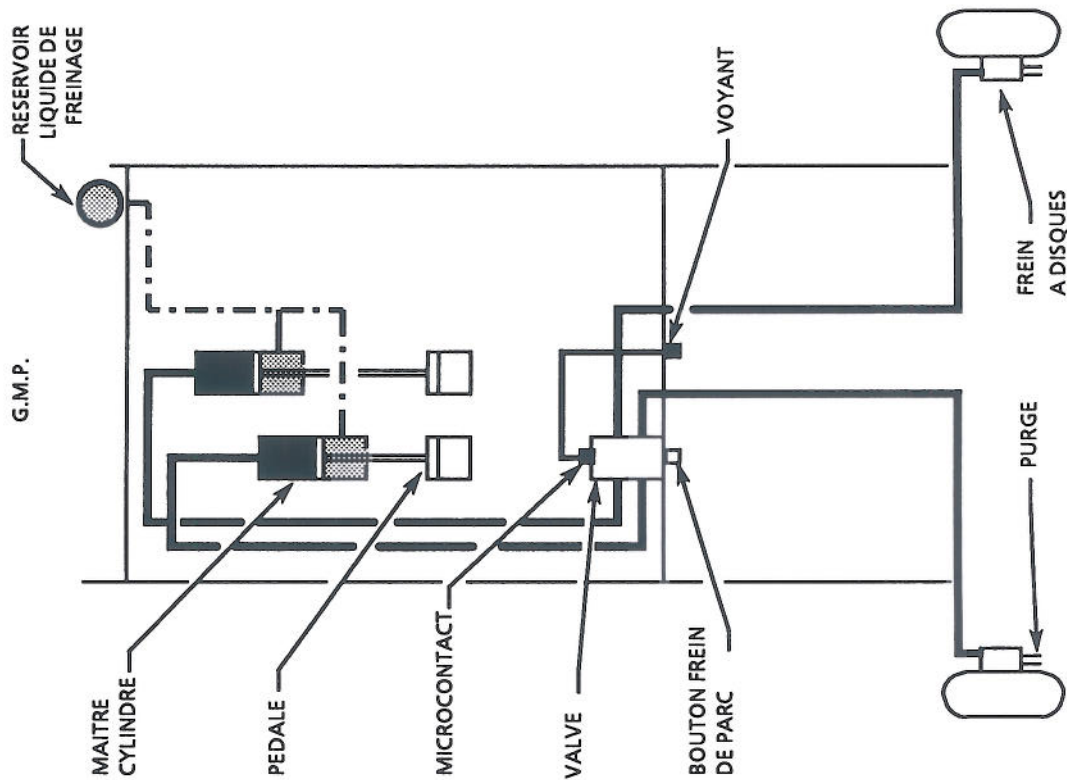 G.M.P.
RESERVOIR
LIQUIDE DE
FREINAGE
MAITRE
CYLINDRE
PEDALE
MICROCONTACT
VALVE
BOUTON FREIN
DE PARC
VOYANT
FREIN
A DISQUES
PURGE